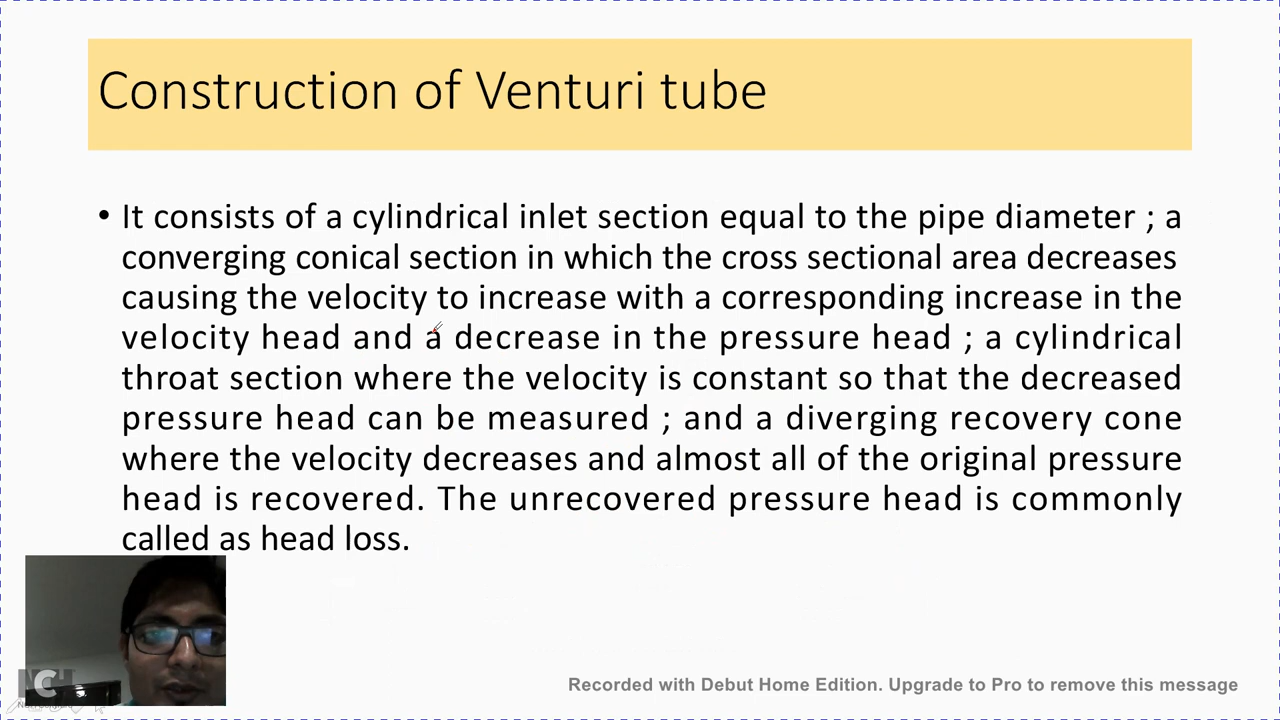 Construction of Venturi tube
• It consists of a cylindrical inlet section equal to the pipe diameter ; a
converging conical section in which the cross sectional area decreases
causing the velocity to increase with a corresponding increase in the
velocity head and a decrease in the pressure head ; a cylindrical
throat section where the velocity is constant so that the decreased
pressure head can be measured ; and a diverging recovery cone
where the velocity decreases and almost all of the original pressure
head is recovered. The unrecovered pressure head is commonly
called as head loss.
Recorded with Debut Home Edition. Upgrade to Pro to remove this message